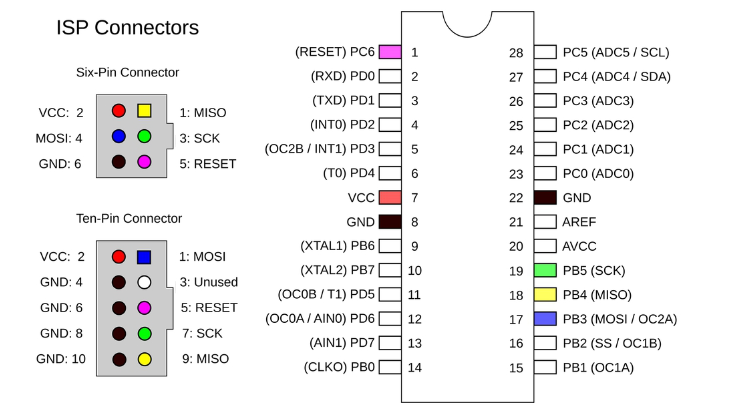 ISP Connectors
Six-Pin Connector
VCC: 2
1: MISO
MOSI: 4
3: SCK
GND: 6
5: RESET
Ten-Pin Connector
VCC: 2
1: MOSI
GND: 4
3: Unused
GND: 6
5: RESET
GND: 8
7: SCK
GND: 10
9: MISO
(RESET) PC6 1
28 PC5 (ADC5 / SCL)
(RXD) PD0 2
27 PC4 (ADC4 / SDA)
(TXD) PD1 3
26 PC3 (ADC3)
(INT0) PD2 4
25 PC2 (ADC2)
(OC2B / INT1) PD3 5
24 PC1 (ADC1)
(T0) PD4 6
23 PC0 (ADC0)
VCC 7
22 GND
GND 8
21 AREF
(XTAL1) PB6 9
20 AVCC
(XTAL2) PB7 10
19 PB5 (SCK)
(OC0B / T1) PD5 11
18 PB4 (MISO)
(OC0A / AIN0) PD6 12
17 PB3 (MOSI / OC2A)
(AIN1) PD7 13
16 PB2 (SS / OC1B)
(CLKO) PB0 14
15 PB1 (OC1A)